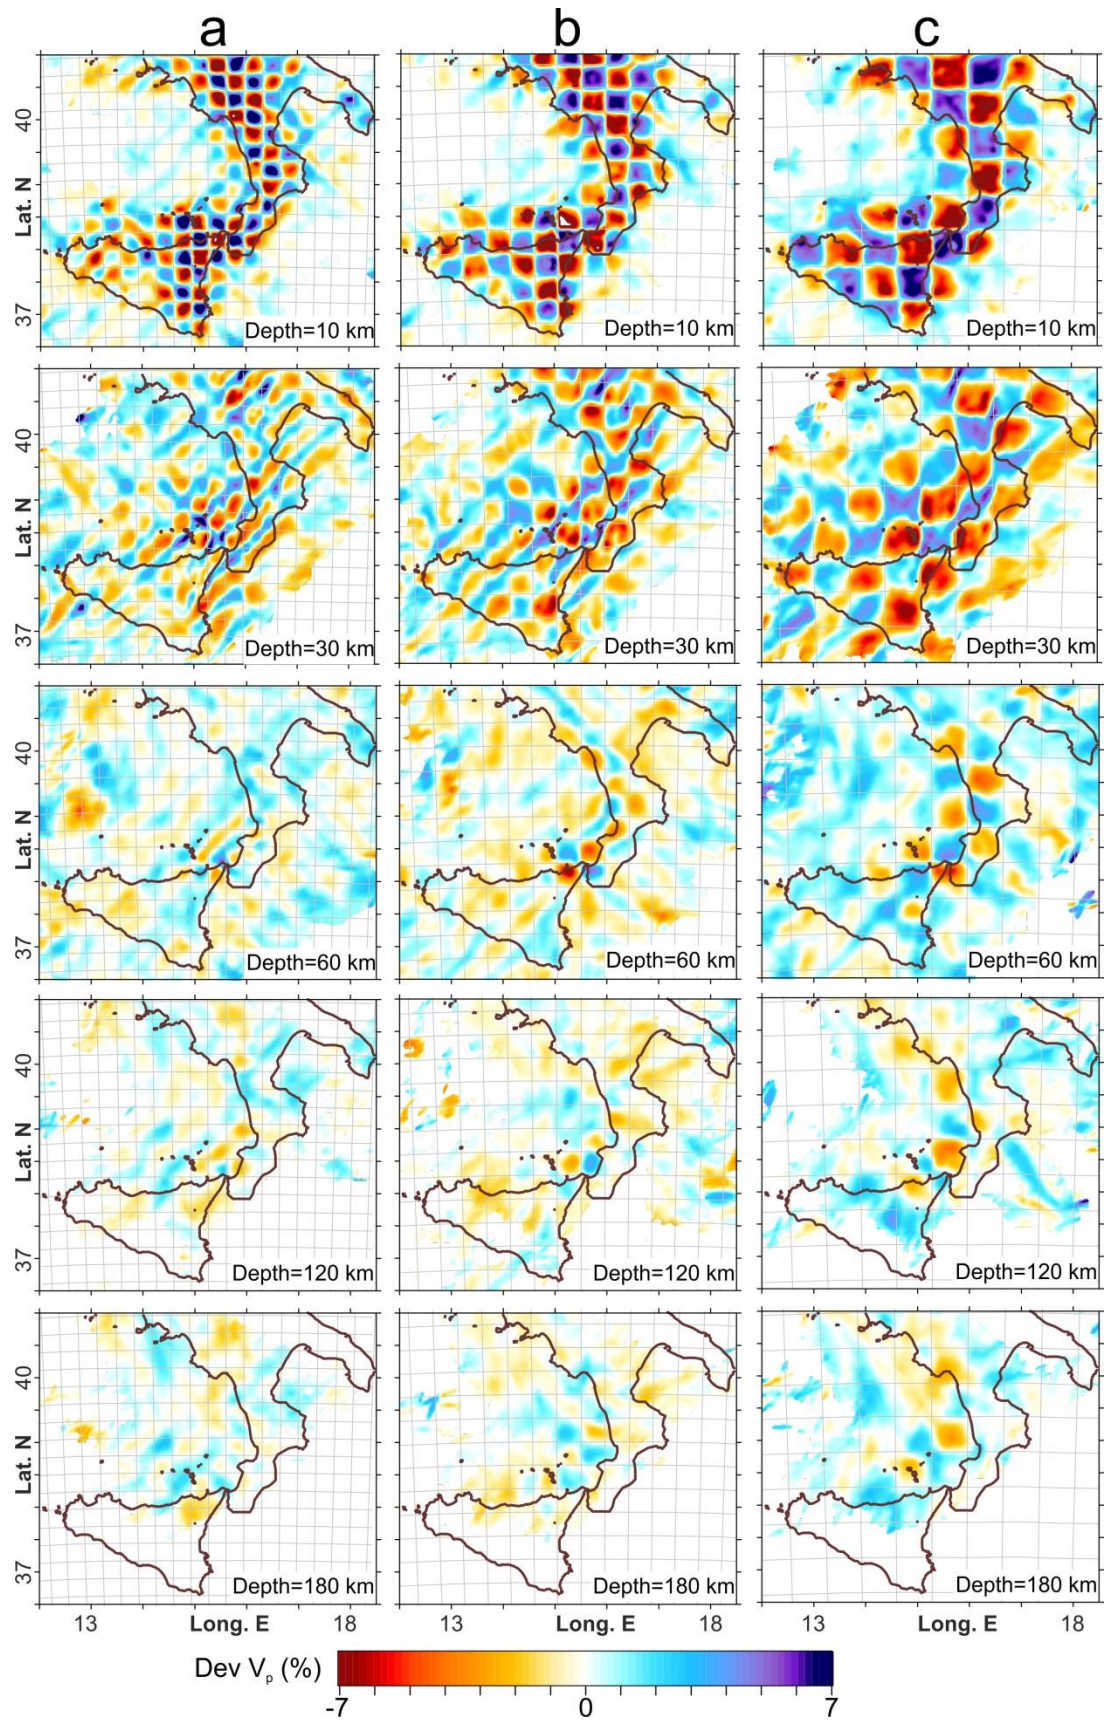 a b c
40
Lat. N
37
Depth=10 km Depth=10 km Depth=10 km
40
Lat. N
37
Depth=30 km Depth=30 km Depth=30 km
40
Lat. N
37
Depth=60 km Depth=60 km Depth=60 km
40
Lat. N
37
Depth=120 km Depth=120 km Depth=120 km
40
Lat. N
37
Depth=180 km Depth=180 km Depth=180 km
13 Long. E 18 13 Long. E 18 13 Long. E 18
Dev Vp (%)
-7 0 7